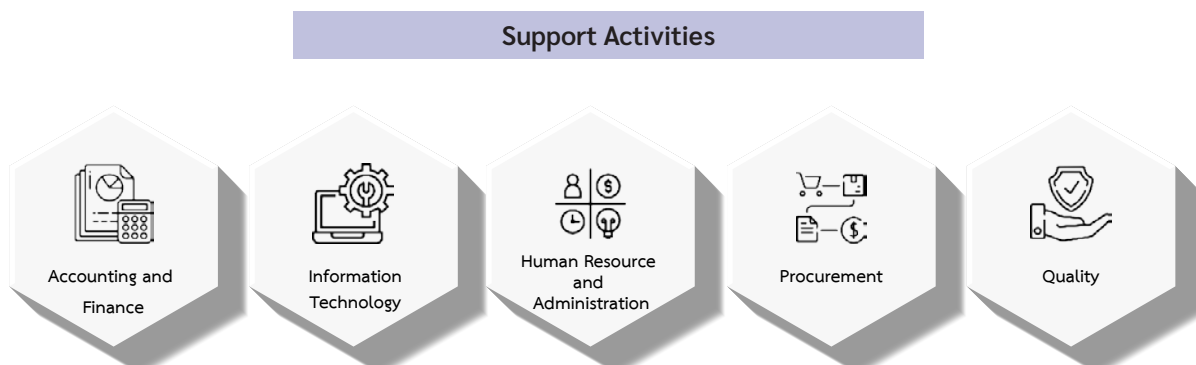 Support Activities
Accounting and
Finance
Information
Technology
Human Resource
and
Administration
Procurement
Quality